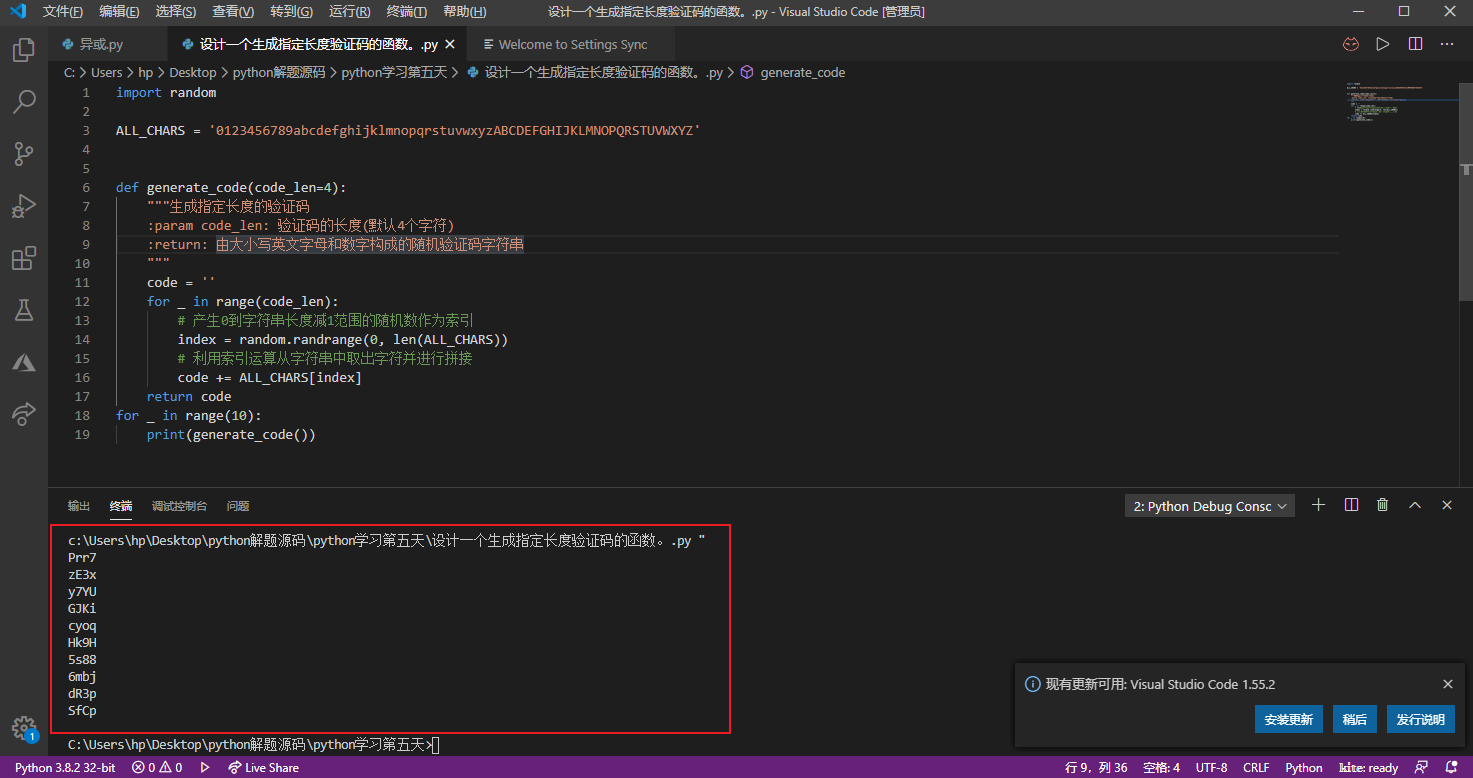 文件(F) 编辑(E) 选择(S) 查看(V) 转到(G) 运行(R) 终端(T) 帮助(H) 设计一个生成指定长度验证码的函数。.py - Visual Studio Code [管理员]
异或.py 设计一个生成指定长度验证码的函数。.py Welcome to Settings Sync
C: > Users > hp > Desktop > python解题源码 > python学习第五天 > 设计一个生成指定长度验证码的函数。.py > generate_code
1 import random
2
3 ALL_CHARS = '0123456789abcdefghijklmnopqrstuvwxyzABCDEFGHIJKLMNOPQRSTUVWXYZ'
4
5
6 def generate_code(code_len=4):
7 """生成指定长度的验证码
8 :param code_len: 验证码的长度(默认4个字符)
9 :return: 由大小写英文字母和数字构成的随机验证码字符串
10 """
11 code = ''
12 for _ in range(code_len):
13 # 产生0到字符串长度减1范围的随机数作为索引
14 index = random.randrange(0, len(ALL_CHARS))
15 # 利用索引运算从字符串中取出字符并进行拼接
16 code += ALL_CHARS[index]
17 return code
18 for _ in range(10):
19 print(generate_code())
输出 终端 调试控制台 问题 2: Python Debug Consc
c:\Users\hp\Desktop\python解题源码\python学习第五天\设计一个生成指定长度验证码的函数。.py "
Prr7
zE3x
y7YU
GJKi
cyoq
Hk9H
5s88
6mbj
dR3p
SfCp
C:\Users\hp\Desktop\python解题源码\python学习第五天>
现有更新可用: Visual Studio Code 1.55.2
安装更新 稍后 发行说明
1
Python 3.8.2 32-bit 0 0 Live Share 行 9，列 36 空格: 4 UTF-8 CRLF Python kite: ready